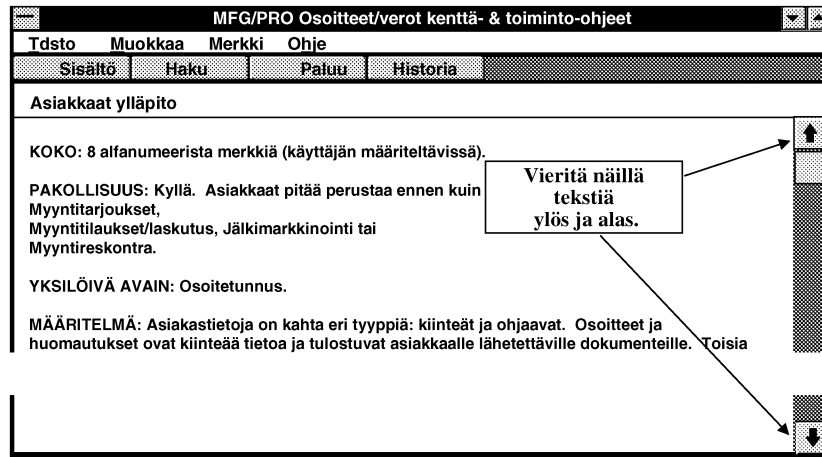 MFG/PRO Osoitteet/verot kenttä- & toiminto-ohjeet
Tdsto Muokkaa Merkki Ohje
Sisältö Haku Paluu Historia
Asiakkaat ylläpito
KOKO: 8 alfanumeerista merkkiä (käyttäjän määriteltävissä).
Vieritä näillä
tekstiä
ylös ja alas.
PAKOLLISUUS: Kyllä. Asiakkaat pitää perustaa ennen kuin
Myyntitarjoukset,
Myyntitilaukset/laskutus, Jälkimarkkinointi tai
Myyntireskontra.
YKSILÖIVÄ AVAIN: Osoitetunnus.
MÄÄRITELMÄ: Asiakastietoja on kahta eri tyyppiä: kiinteät ja ohjaavat. Osoitteet ja
huomautukset ovat kiinteää tietoa ja tulostuvat asiakkaalle lähetettäville dokumenteille. Toisia